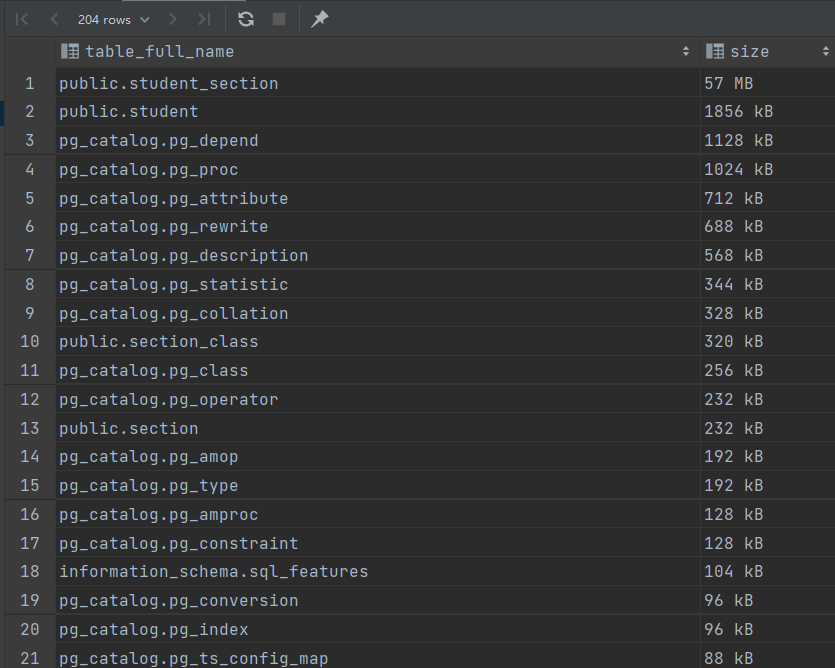 204 rows
table_full_name size
1 public.student_section 57 MB
2 public.student 1856 kB
3 pg_catalog.pg_depend 1128 kB
4 pg_catalog.pg_proc 1024 kB
5 pg_catalog.pg_attribute 712 kB
6 pg_catalog.pg_rewrite 688 kB
7 pg_catalog.pg_description 568 kB
8 pg_catalog.pg_statistic 344 kB
9 pg_catalog.pg_collation 328 kB
10 public.section_class 320 kB
11 pg_catalog.pg_class 256 kB
12 pg_catalog.pg_operator 232 kB
13 public.section 232 kB
14 pg_catalog.pg_amop 192 kB
15 pg_catalog.pg_type 192 kB
16 pg_catalog.pg_amproc 128 kB
17 pg_catalog.pg_constraint 128 kB
18 information_schema.sql_features 104 kB
19 pg_catalog.pg_conversion 96 kB
20 pg_catalog.pg_index 96 kB
21 pg_catalog.pg_ts_config_map 88 kB